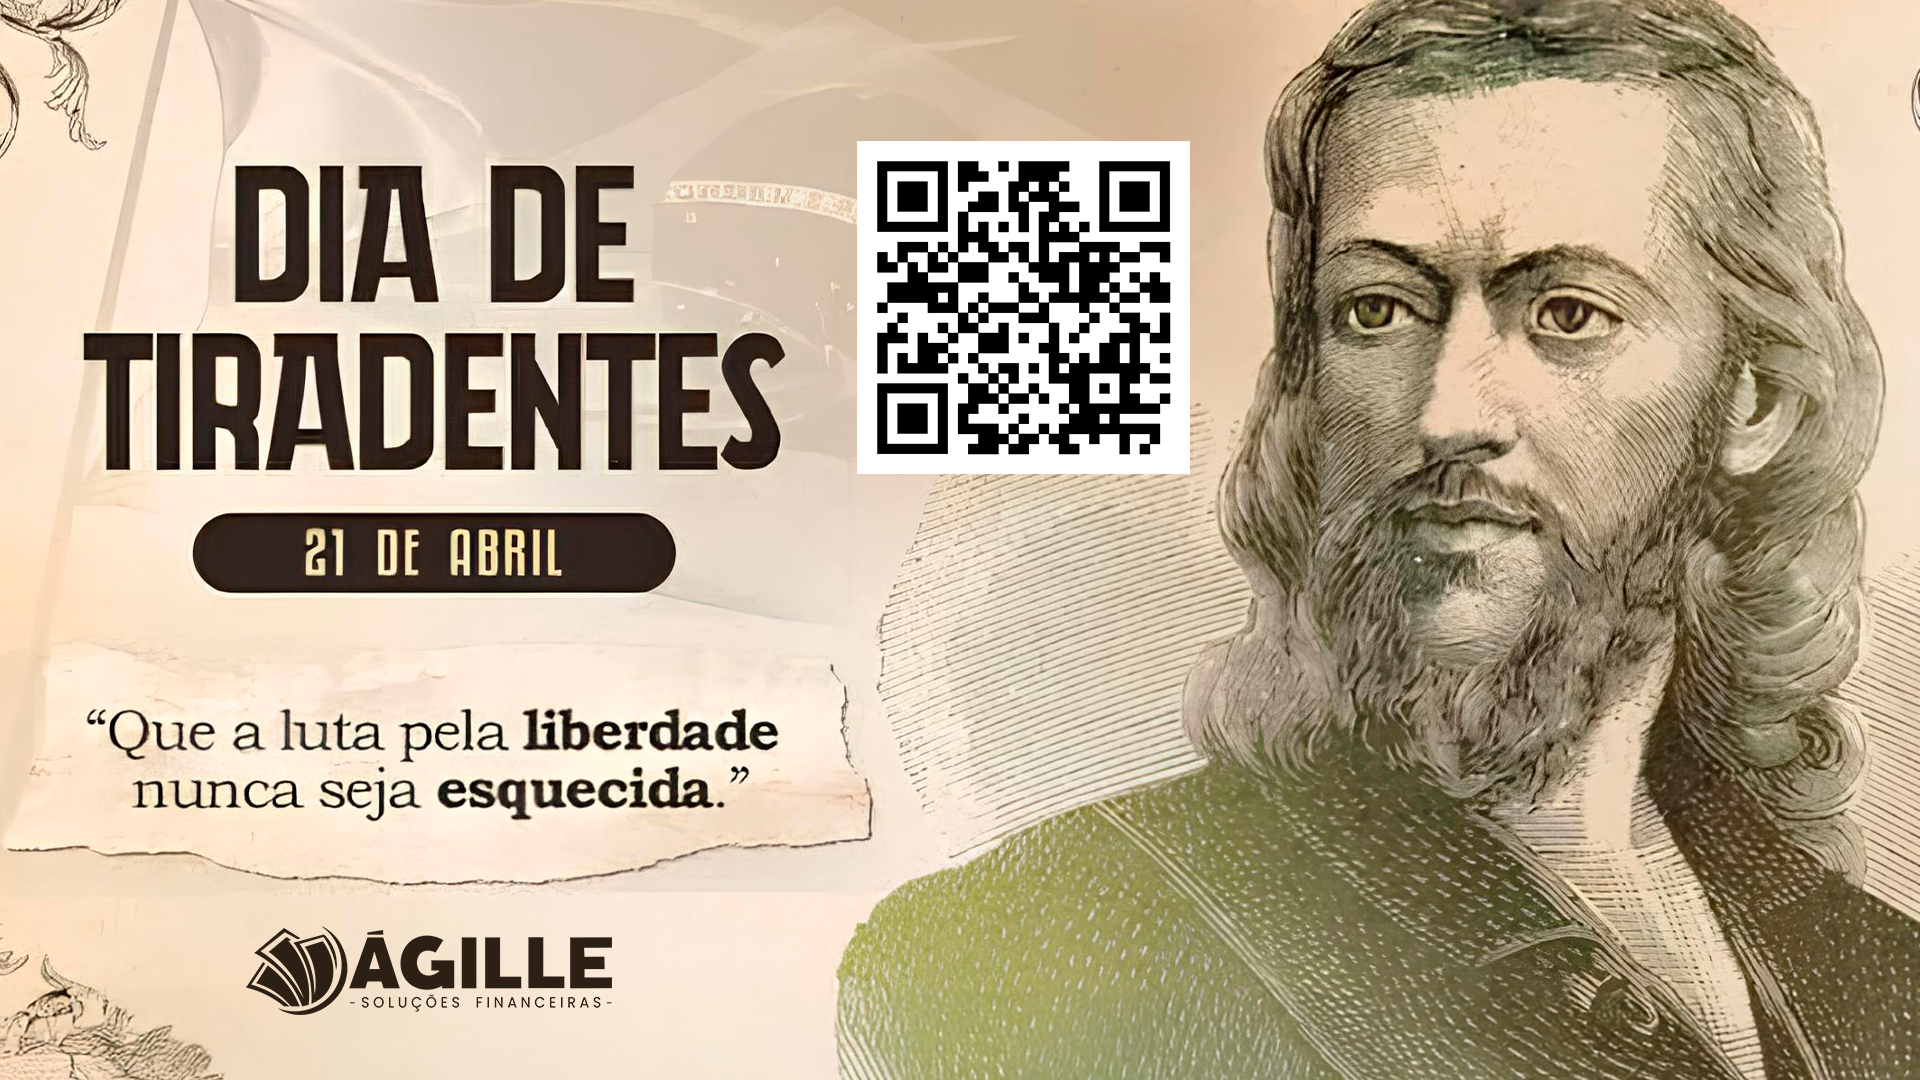 DIA DE
TIRADENTES
21 DE ABRIL
“Que a luta pela liberdade
nunca seja esquecida.”
ÁGILLE
-SOLUÇÕES FINANCEIRAS-